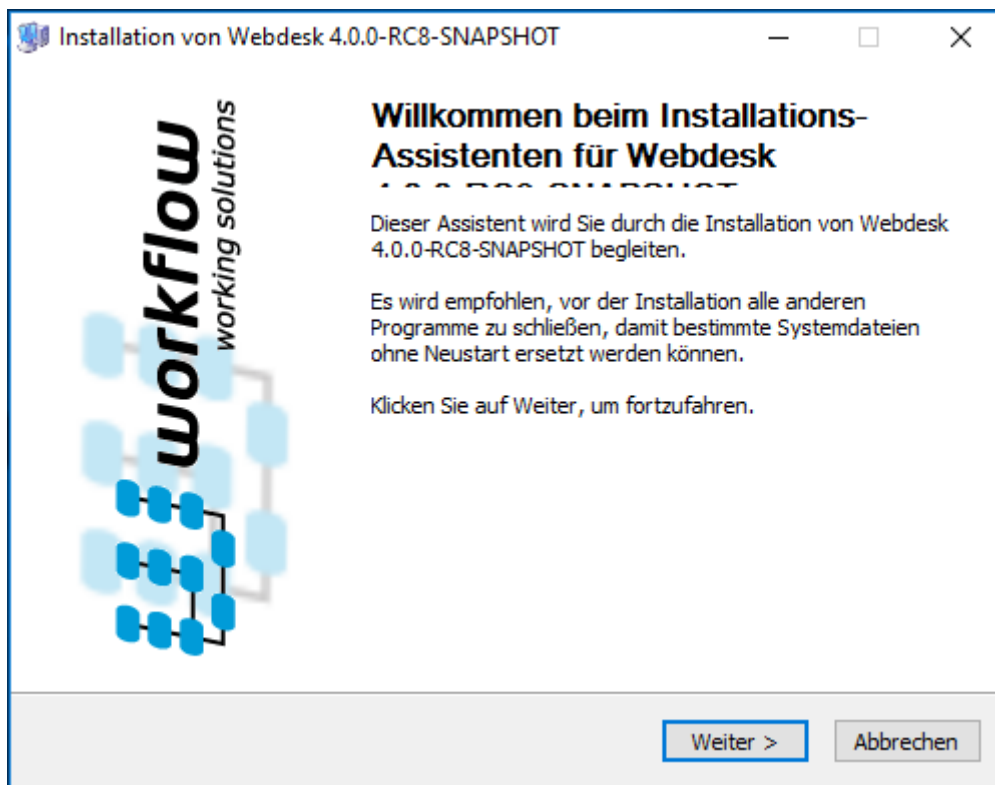 Installation von Webdesk 4.0.0-RC8-SNAPSHOT
workflow
working solutions
Willkommen beim Installations-
Assistenten für Webdesk
Dieser Assistent wird Sie durch die Installation von Webdesk
4.0.0-RC8-SNAPSHOT begleiten.
Es wird empfohlen, vor der Installation alle anderen
Programme zu schließen, damit bestimmte Systemdateien
ohne Neustart ersetzt werden können.
Klicken Sie auf Weiter, um fortzufahren.
Weiter >
Abbrechen